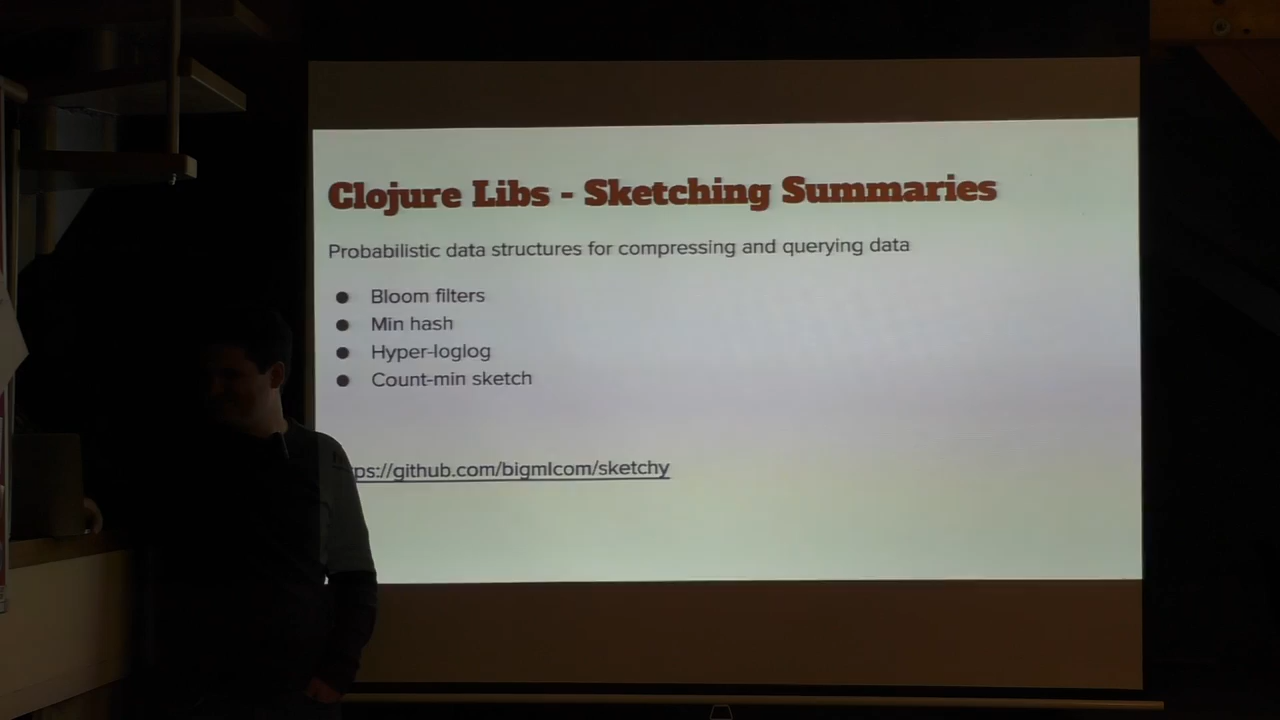 Clojure Libs - Sketching Summaries
Probabilistic data structures for compressing and querying data
● Bloom filters
● Min hash
● Hyper-loglog
● Count-min sketch
ps://github.com/bigmlcom/sketchy